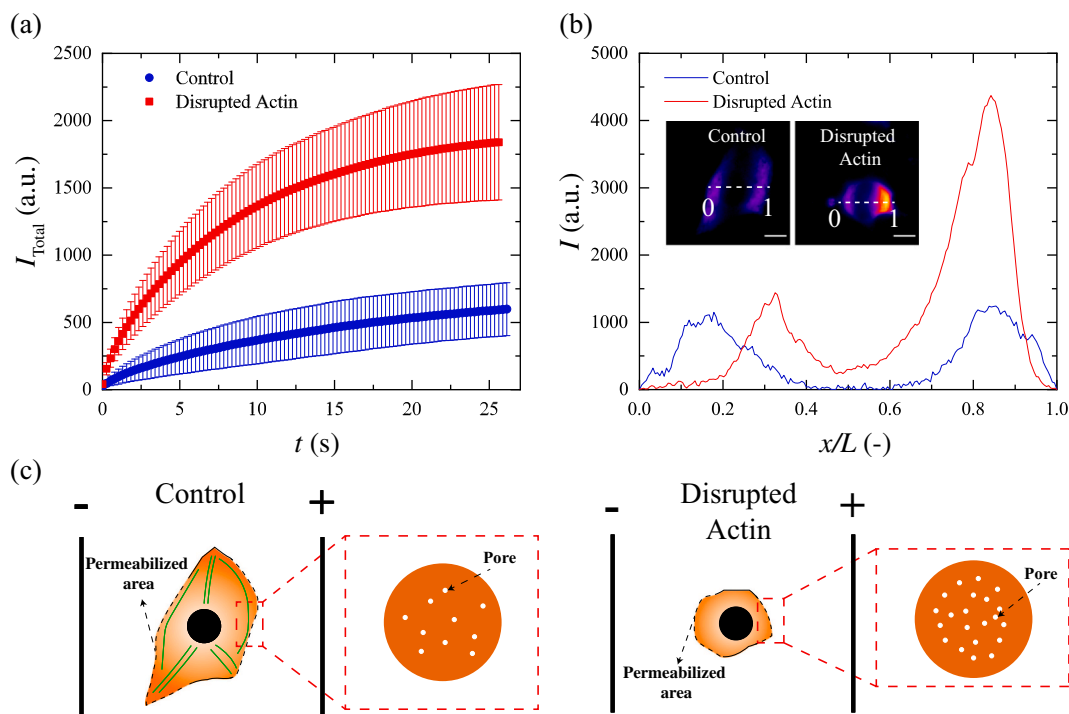 (a)
2500
2000
1500
1000
500
0
I_Total (a.u.)
Control
Disrupted Actin
0 5 10 15 20 25
t (s)
(b)
5000
4000
3000
2000
1000
0
I (a.u.)
Control
Disrupted Actin
Control
0 1
Disrupted
Actin
0 1
0.0 0.2 0.4 0.6 0.8 1.0
x/L (-)
(c)
- Control +
Permeabilized
area
Pore
- Disrupted +
Actin
Permeabilized
area
Pore